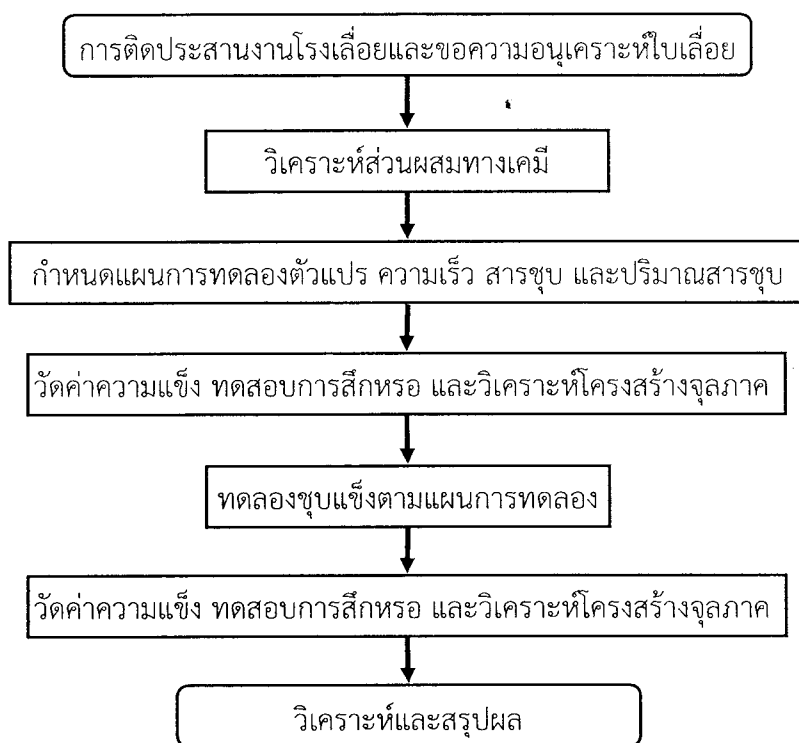 การติดประสานงานโรงเลื่อยและขอความอนุเคราะห์ใบเลื่อย
วิเคราะห์ส่วนผสมทางเคมี
กำหนดแผนการทดลองตัวแปร ความเร็ว สารชุบ และปริมาณสารชุบ
วัดค่าความแข็ง ทดสอบการสึกหรอ และวิเคราะห์โครงสร้างจุลภาค
ทดลองชุบแข็งตามแผนการทดลอง
วัดค่าความแข็ง ทดสอบการสึกหรอ และวิเคราะห์โครงสร้างจุลภาค
วิเคราะห์และสรุปผล